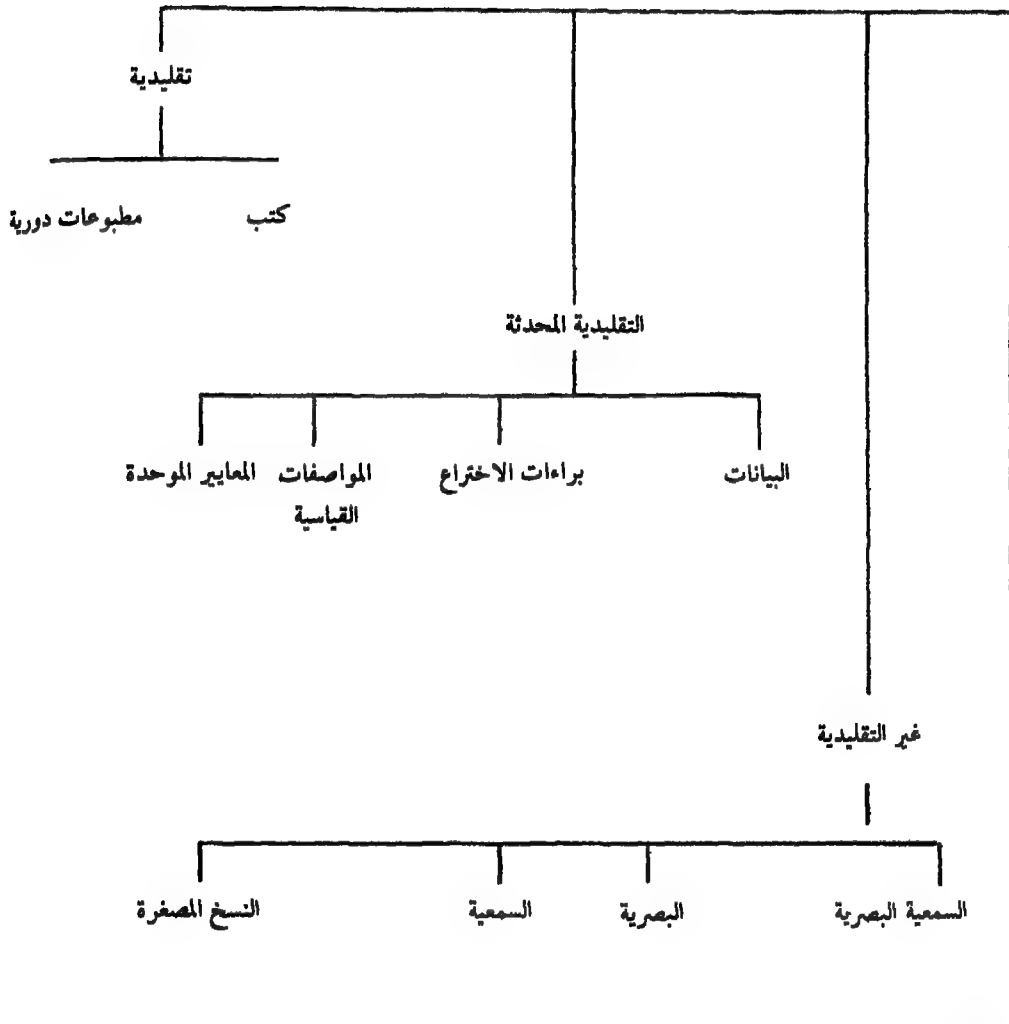 تقليدية
كتب
مطبوعات دورية
التقليدية المحدثة
البيانات
براءات الاختراع
المواصفات
القياسية
المعايير الموحدة
غير التقليدية
السمعية البصرية
البصرية
السمعية
النسخ المصغرة